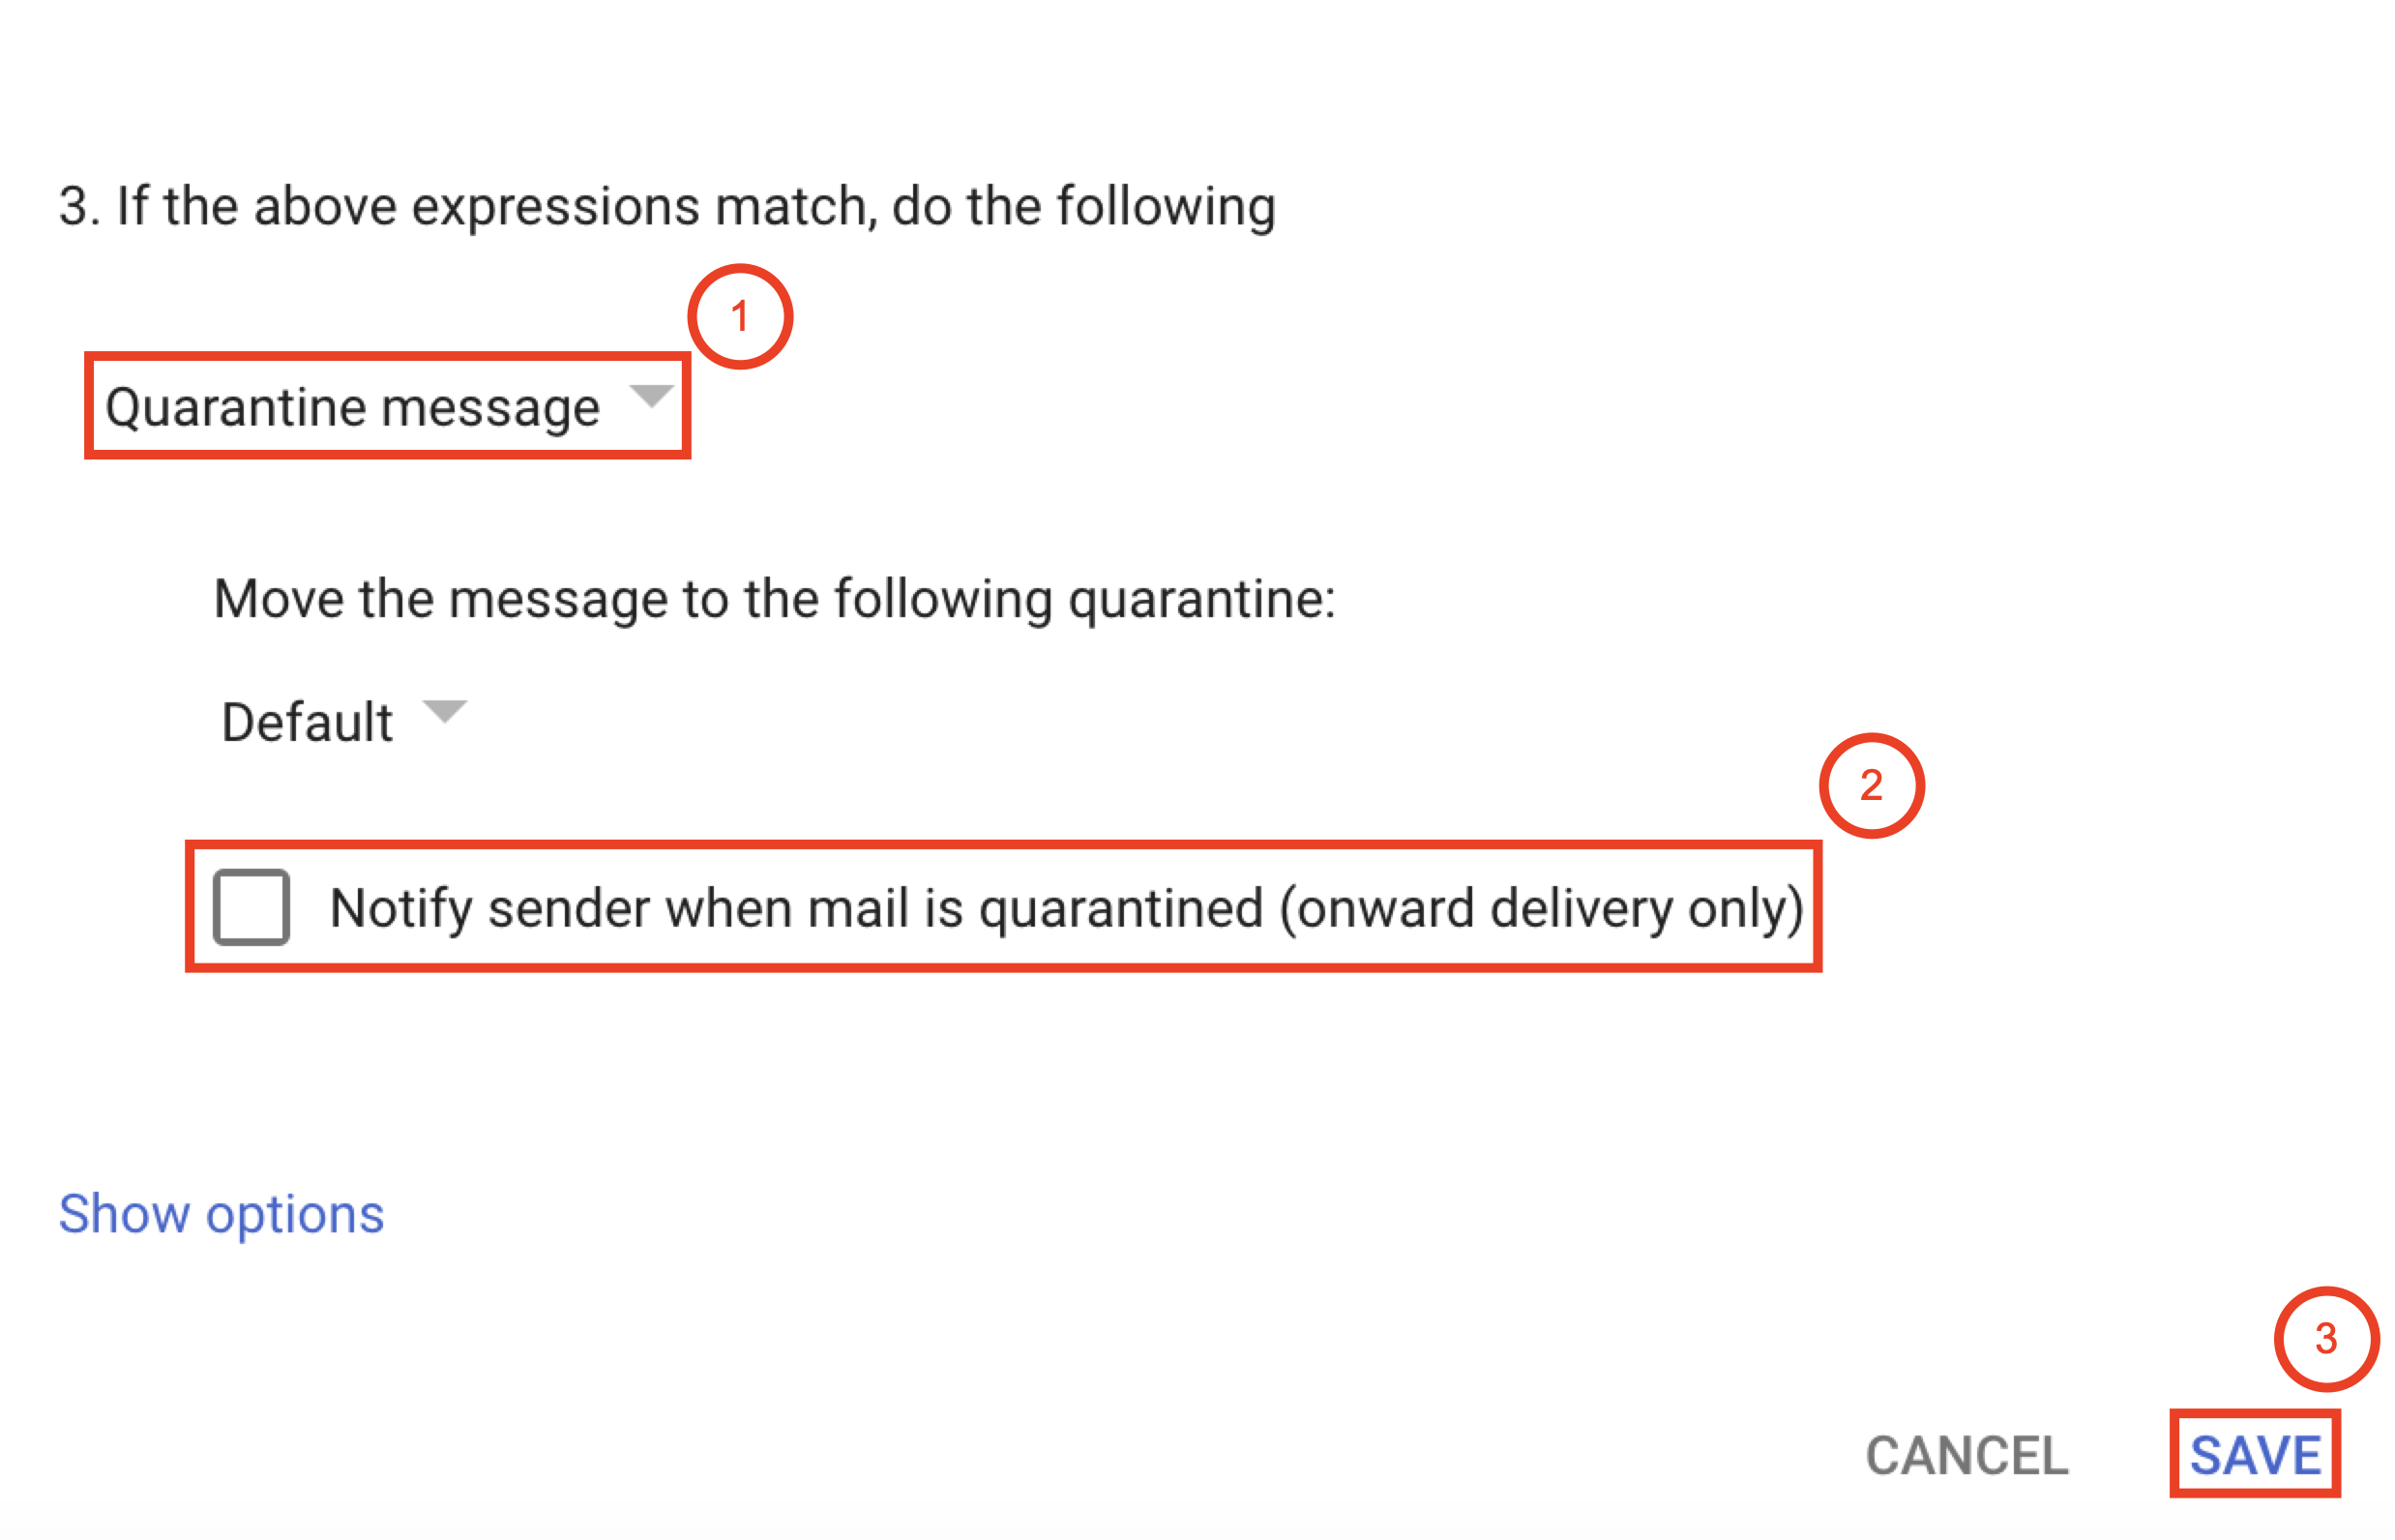 3. If the above expressions match, do the following
1
Quarantine message
Move the message to the following quarantine:
Default
2
Notify sender when mail is quarantined (onward delivery only)
Show options
3
CANCEL SAVE